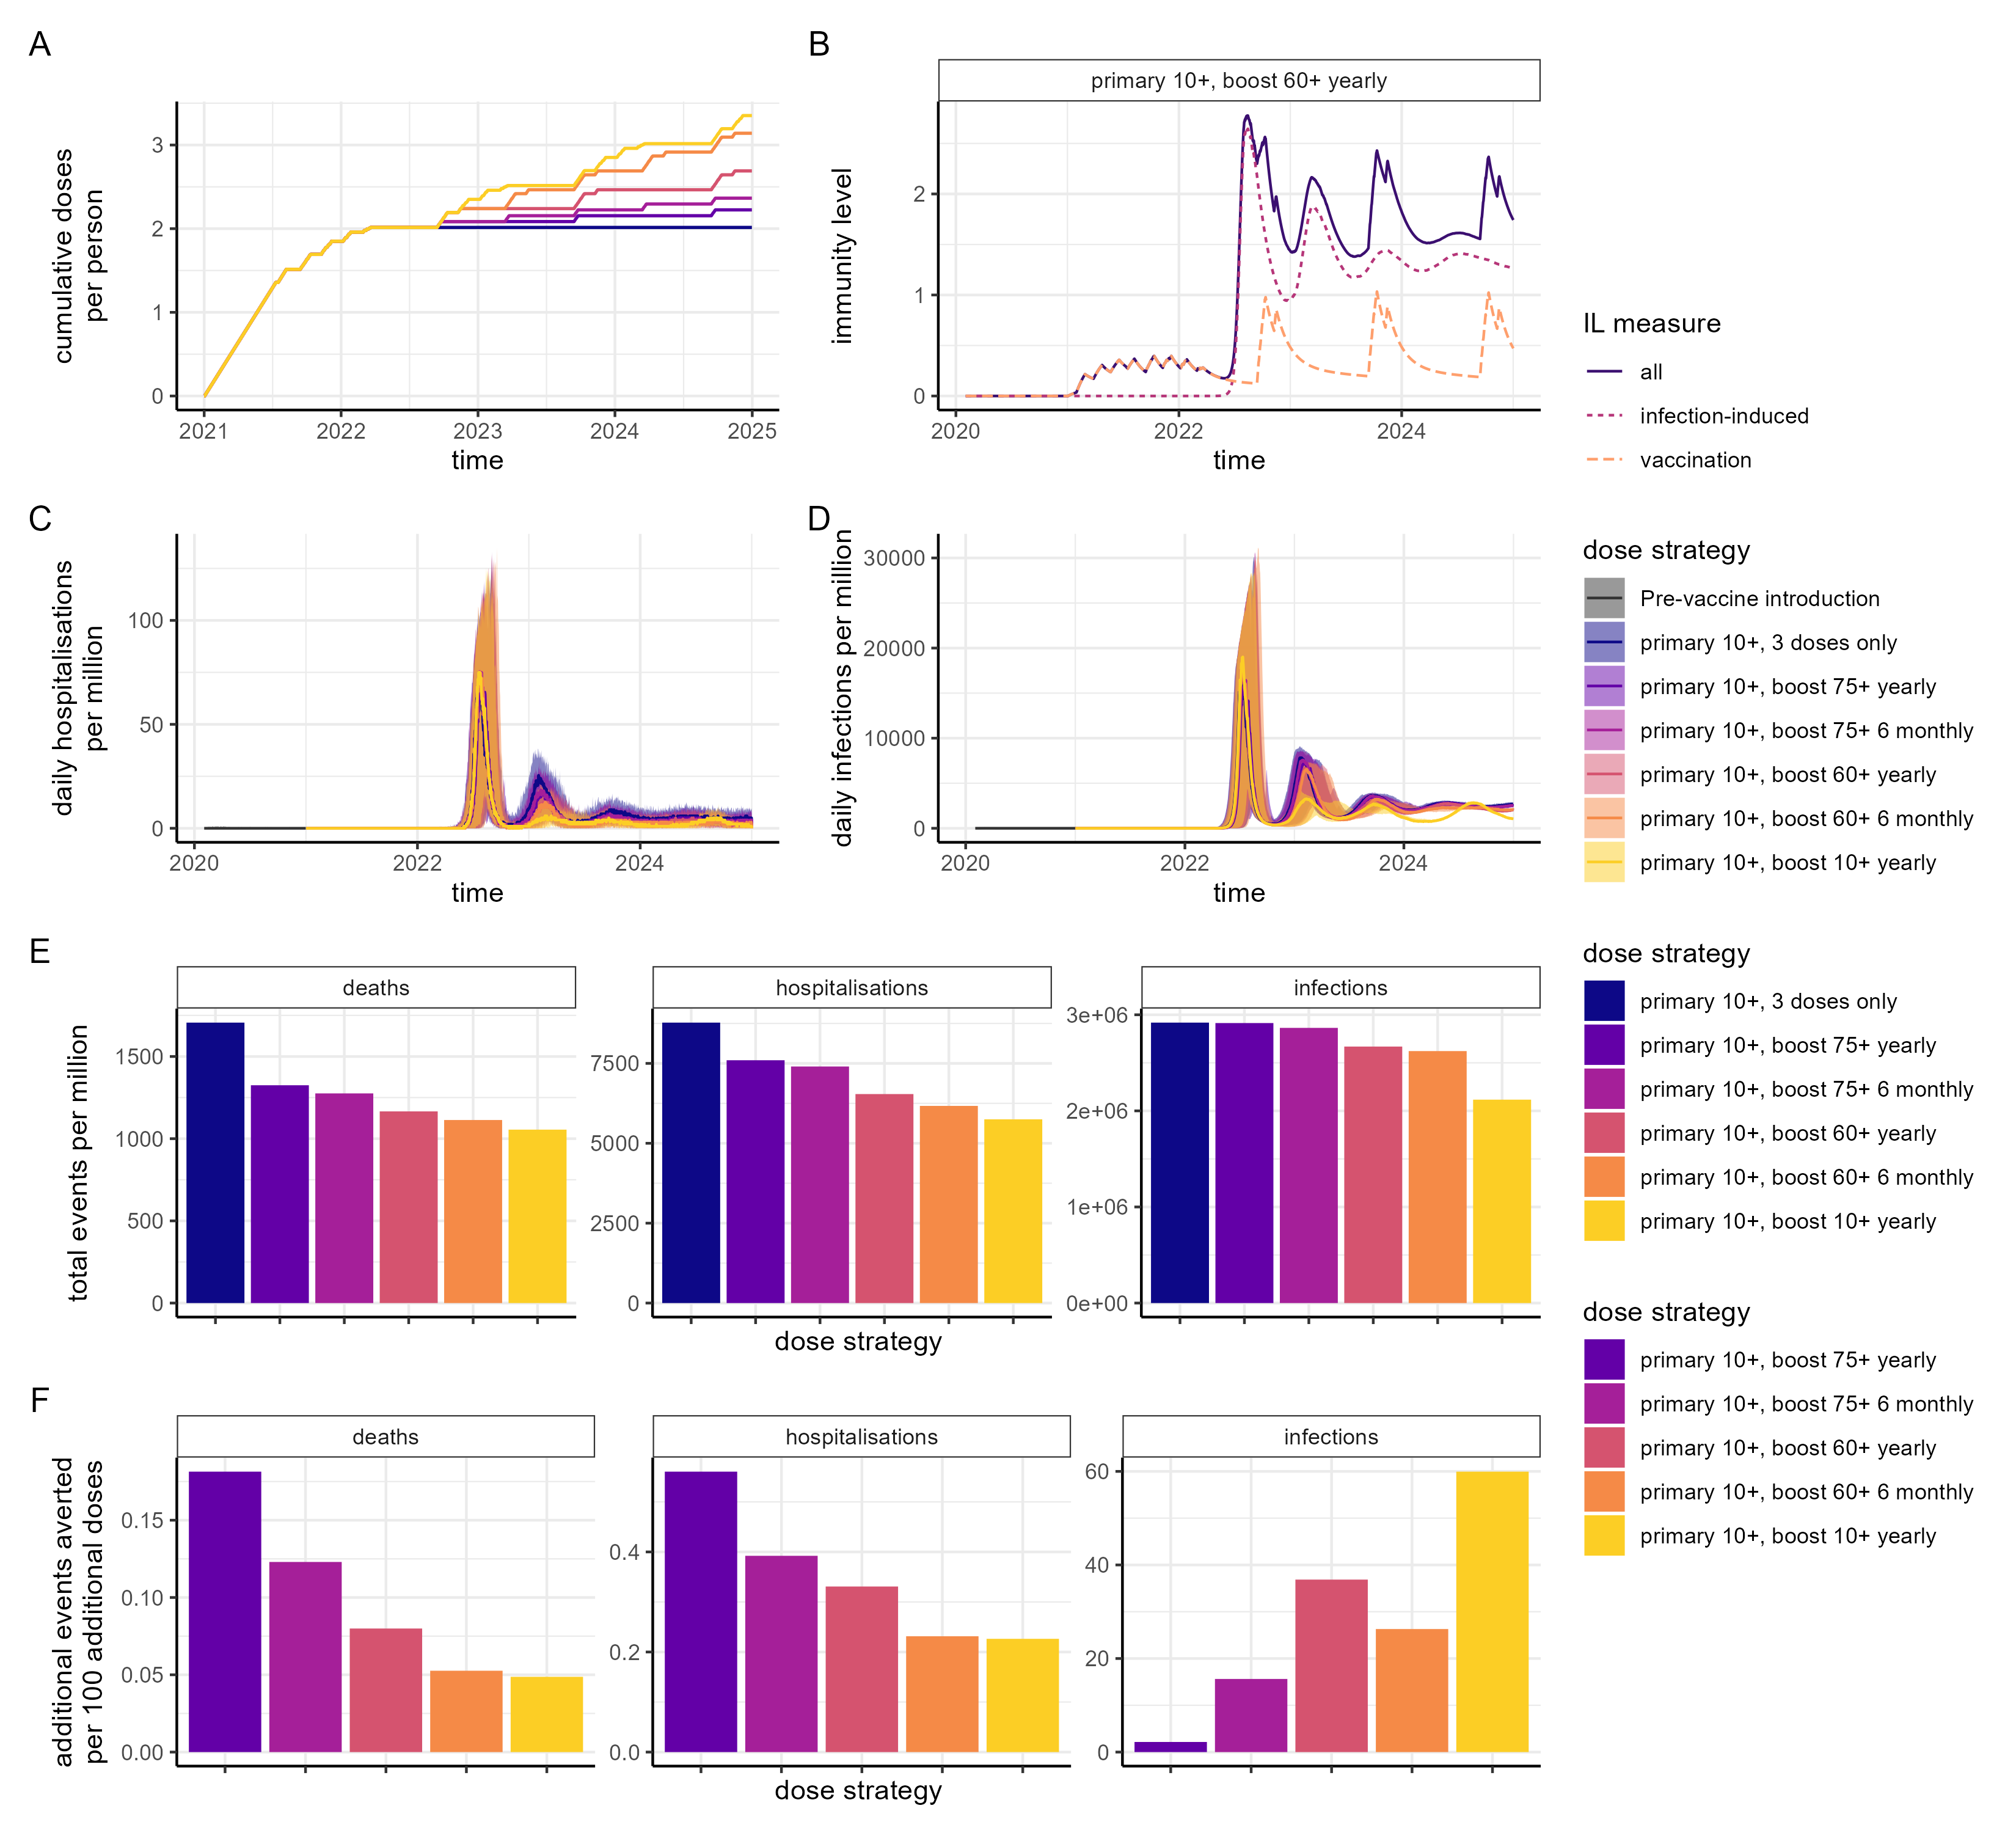 A
cumulative doses
per person
3
2
1
0
2021
2022
2023
2024
2025
time
B
primary 10+, boost 60+ yearly
immunity level
2
1
0
2020
2022
2024
time
IL measure
all
infection-induced
vaccination
C
daily hospitalisations
per million
100
50
0
2020
2022
2024
time
D
daily infections per million
30000
20000
10000
0
2020
2022
2024
time
dose strategy
Pre-vaccine introduction
primary 10+, 3 doses only
primary 10+, boost 75+ yearly
primary 10+, boost 75+ 6 monthly
primary 10+, boost 60+ yearly
primary 10+, boost 60+ 6 monthly
primary 10+, boost 10+ yearly
E
total events per million
deaths
1500
1000
500
0
hospitalisations
7500
5000
2500
0
infections
3e+06
2e+06
1e+06
0e+00
dose strategy
dose strategy
primary 10+, 3 doses only
primary 10+, boost 75+ yearly
primary 10+, boost 75+ 6 monthly
primary 10+, boost 60+ yearly
primary 10+, boost 60+ 6 monthly
primary 10+, boost 10+ yearly
F
additional events averted
per 100 additional doses
deaths
0.15
0.10
0.05
0.00
hospitalisations
0.4
0.2
0.0
infections
60
40
20
0
dose strategy
dose strategy
primary 10+, boost 75+ yearly
primary 10+, boost 75+ 6 monthly
primary 10+, boost 60+ yearly
primary 10+, boost 60+ 6 monthly
primary 10+, boost 10+ yearly